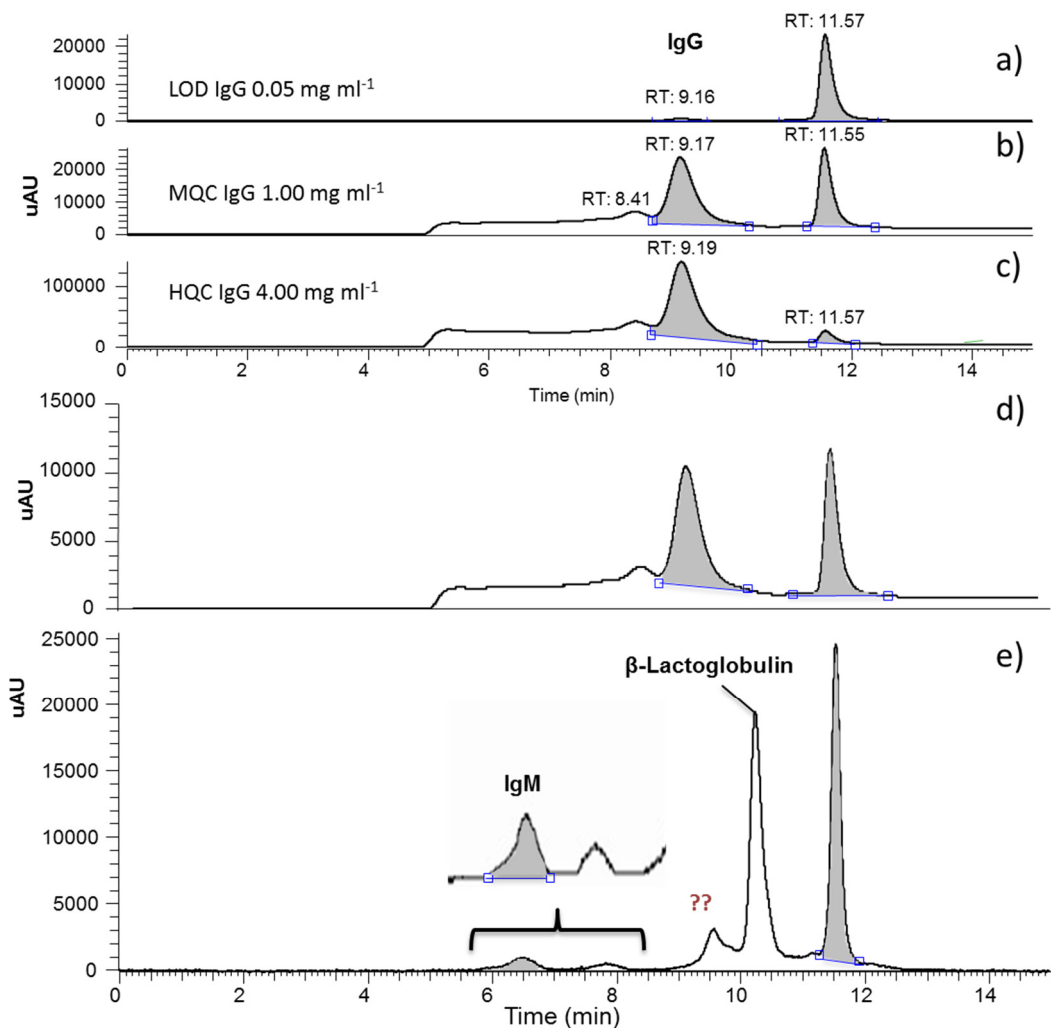 RT: 11.57
20000
IgG
a)
10000
LOD IgG 0.05 mg ml-1
RT: 9.16
0
RT: 9.17
RT: 11.55
b)
20000
uAU
10000
MQC IgG 1.00 mg ml-1
RT: 8.41
0
RT: 9.19
c)
100000
HQC IgG 4.00 mg ml-1
RT: 11.57
0
0 2 4 6 8 10 12 14
Time (min)
15000
d)
10000
uAU
5000
0
25000
e)
uAU
β-Lactoglobulin
20000
15000
IgM
10000
5000
??
0
0 2 4 6 8 10 12 14
Time (min)